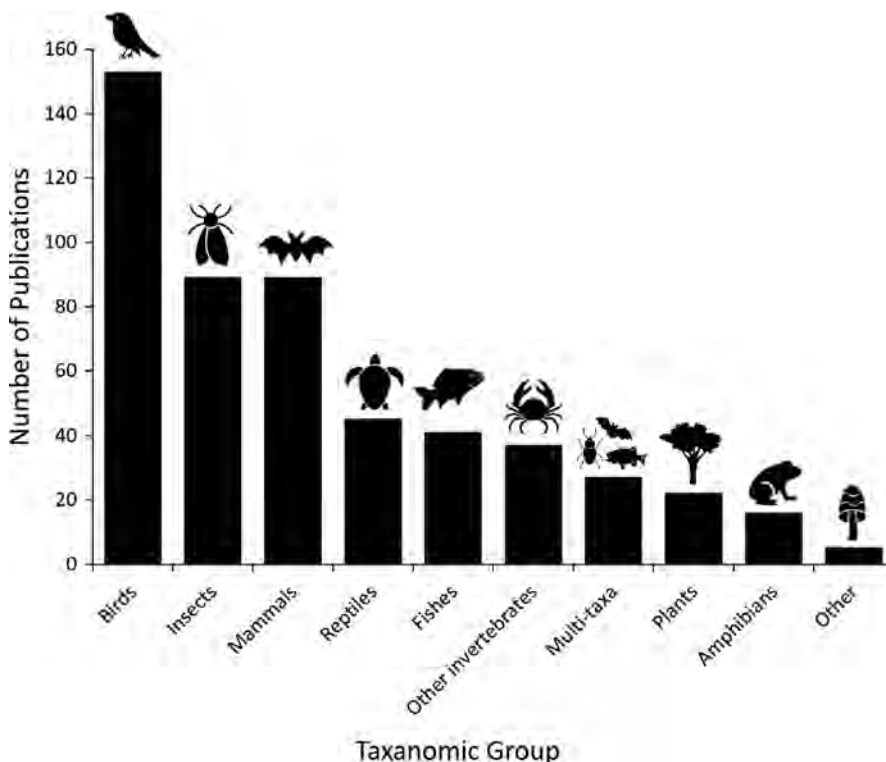 160
140
120
100
80
60
40
20
0
Number of Publications
Birds
Insects
Mammals
Reptiles
Fishes
Other invertebrates
Multi-taxa
Plants
Amphibians
Other
Taxanomic Group